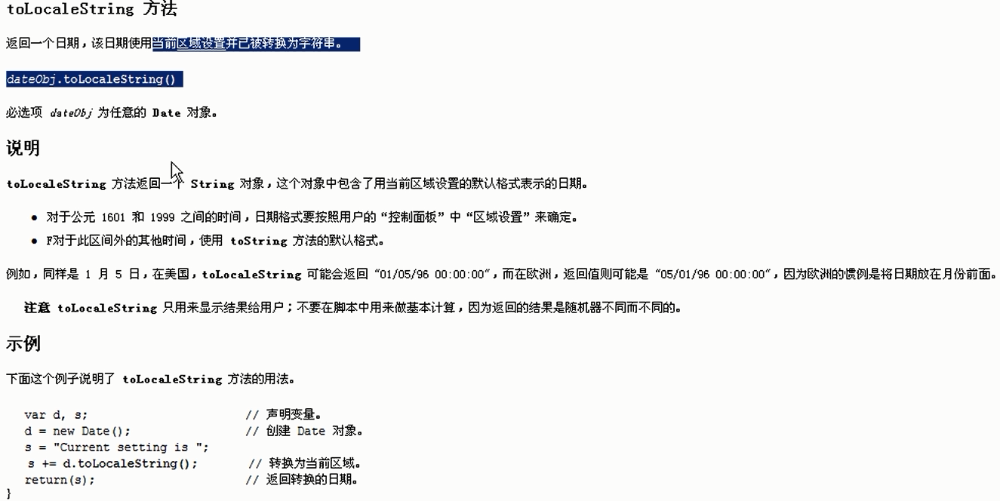 toLocaleString 方法
返回一个日期，该日期使用当前区域设置并已被转换为字符串。
dateObj.toLocaleString()
必选项 dateObj 为任意的 Date 对象。
说明
toLocaleString 方法返回一个 String 对象，这个对象中包含了用当前区域设置的默认格式表示的日期。
● 对于公元 1601 和 1999 之间的时间，日期格式要按照用户的“控制面板”中“区域设置”来确定。
● F对于此区间外的其他时间，使用 toString 方法的默认格式。
例如，同样是 1 月 5 日，在美国，toLocaleString 可能会返回 “01/05/96 00:00:00”，而在欧洲，返回值则可能是 “05/01/96 00:00:00”，因为欧洲的惯例是将日期放在月份前面。
注意 toLocaleString 只用来显示结果给用户；不要在脚本中用来做基本计算，因为返回的结果是随机器不同而不同的。
示例
下面这个例子说明了 toLocaleString 方法的用法。
var d, s; // 声明变量。
d = new Date(); // 创建 Date 对象。
s = "Current setting is ";
s += d.toLocaleString(); // 转换为当前区域。
return(s); // 返回转换的日期。
}